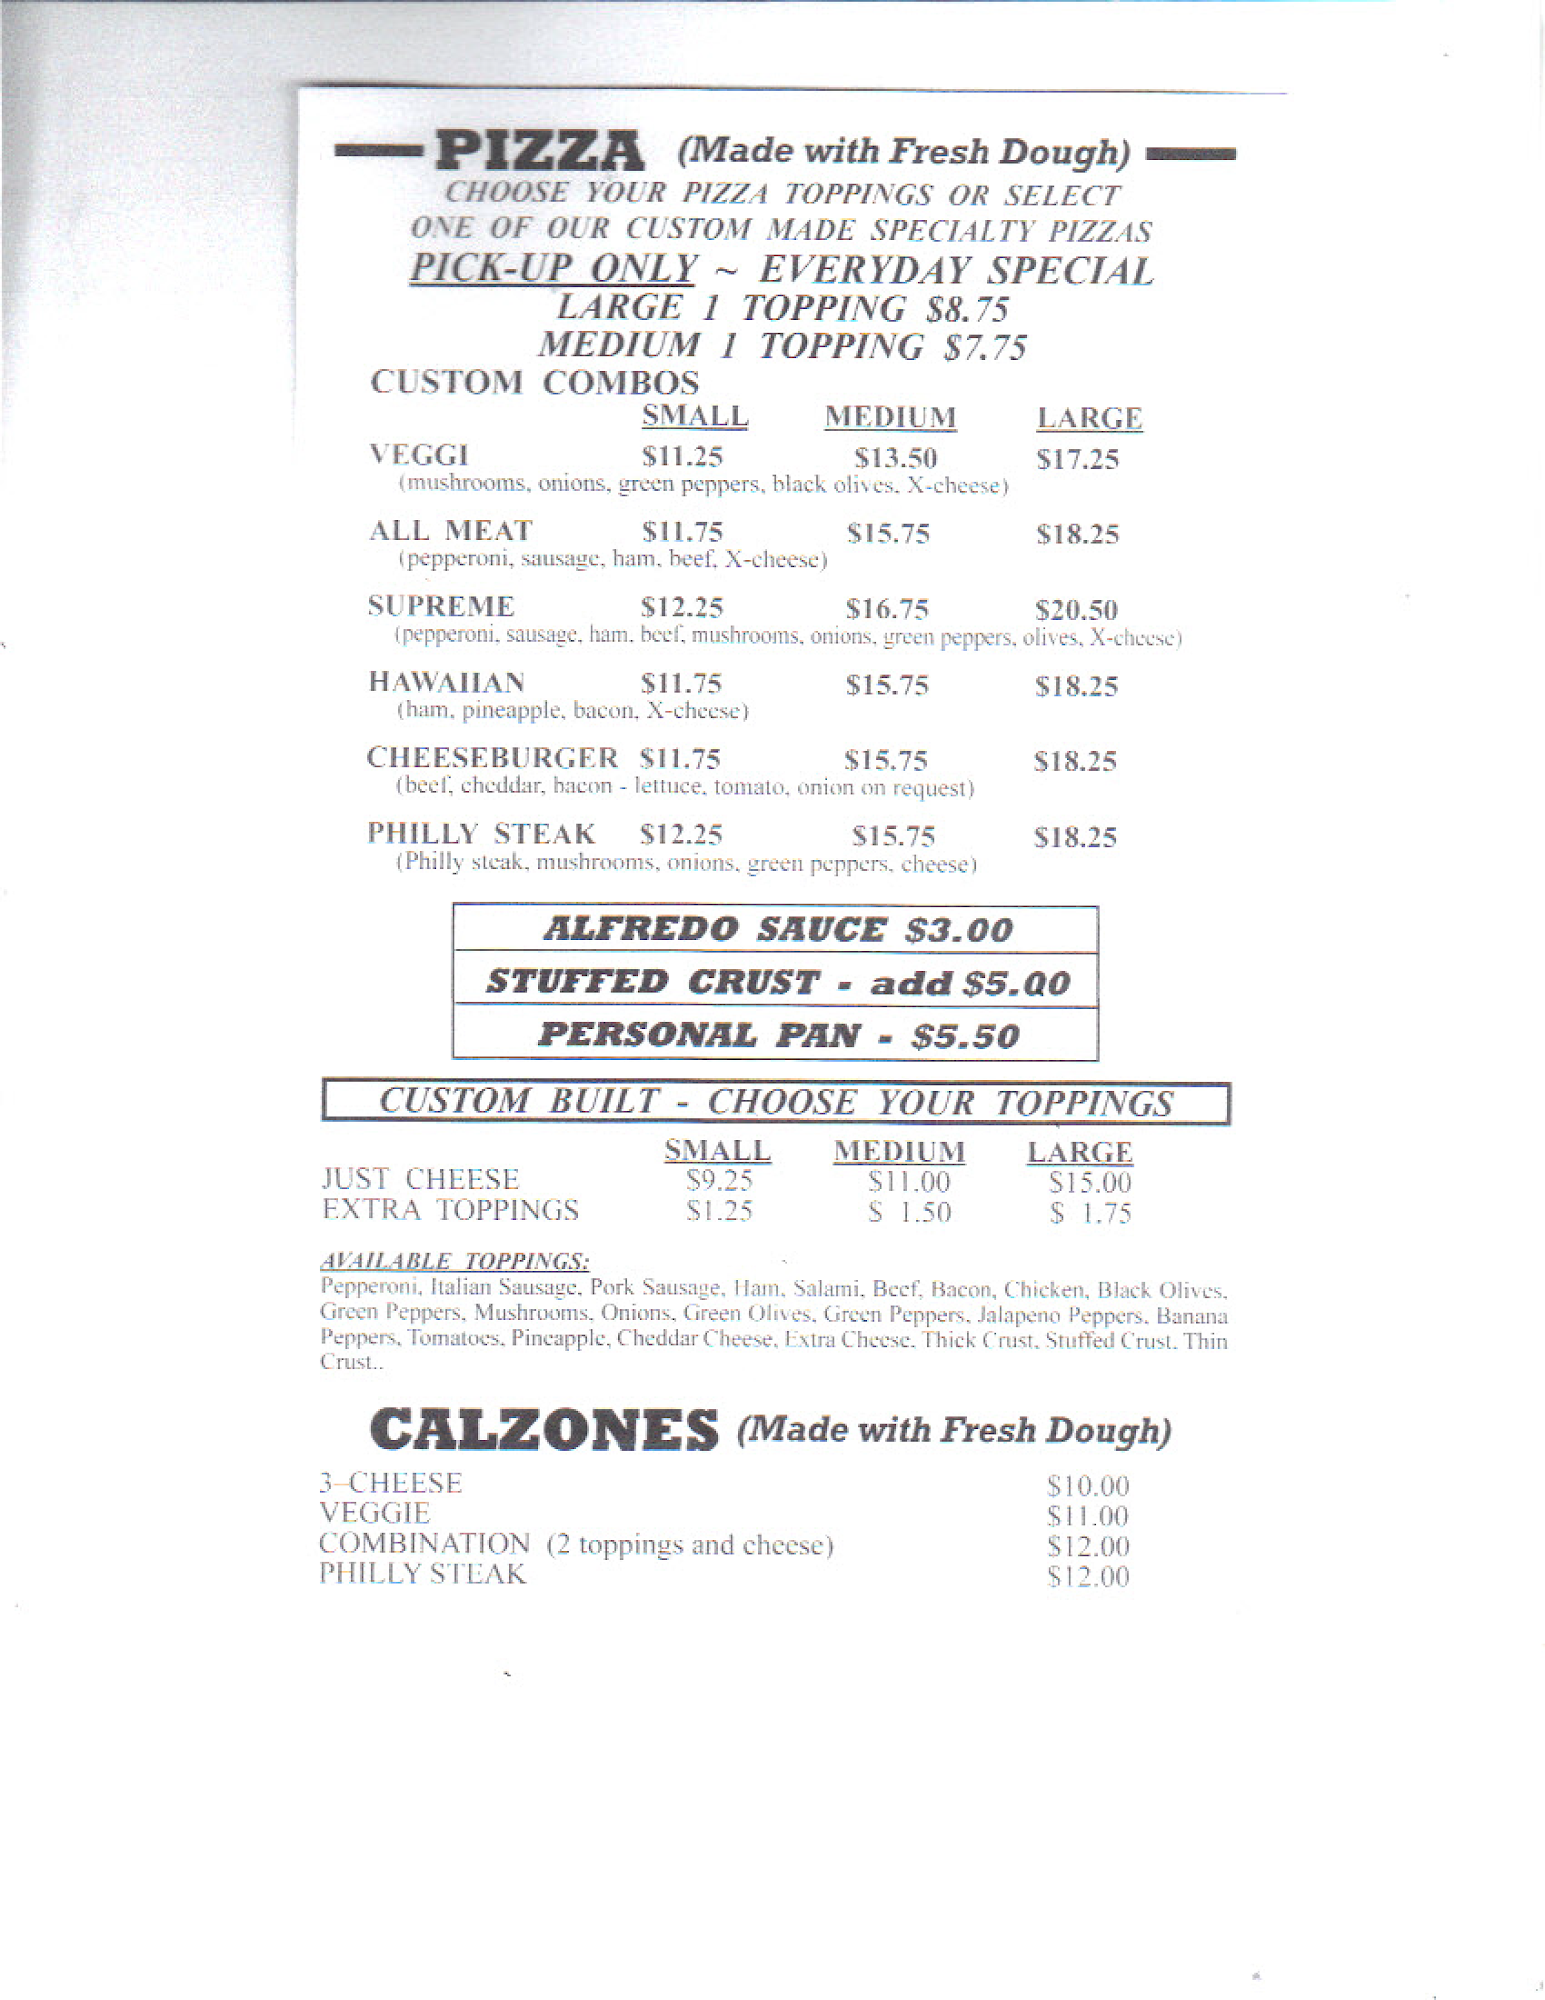 PIZZA (Made with Fresh Dough)
CHOOSE YOUR PIZZA TOPPINGS OR SELECT
ONE OF OUR CUSTOM MADE SPECIALTY PIZZAS
PICK-UP ONLY ~ EVERYDAY SPECIAL
LARGE 1 TOPPING $8.75
MEDIUM 1 TOPPING $7.75
CUSTOM COMBOS
SMALL MEDIUM LARGE
VEGGI $11.25 $13.50 $17.25
(mushrooms, onions, green peppers, black olives, X-cheese)
ALL MEAT $11.75 $15.75 $18.25
(pepperoni, sausage, ham, beef, X-cheese)
SUPREME $12.25 $16.75 $20.50
(pepperoni, sausage, ham, beef, mushrooms, onions, green peppers, olives, X-cheese)
HAWAIIAN $11.75 $15.75 $18.25
(ham, pineapple, bacon, X-cheese)
CHEESEBURGER $11.75 $15.75 $18.25
(beef, cheddar, bacon - lettuce, tomato, onion on request)
PHILLY STEAK $12.25 $15.75 $18.25
(Philly steak, mushrooms, onions, green peppers, cheese)
ALFREDO SAUCE $3.00
STUFFED CRUST - add $5.00
PERSONAL PAN - $5.50
CUSTOM BUILT - CHOOSE YOUR TOPPINGS
SMALL MEDIUM LARGE
JUST CHEESE $9.25 $11.00 $15.00
EXTRA TOPPINGS $1.25 $ 1.50 $ 1.75
AVAILABLE TOPPINGS:
Pepperoni, Italian Sausage, Pork Sausage, Ham, Salami, Beef, Bacon, Chicken, Black Olives,
Green Peppers, Mushrooms, Onions, Green Olives, Green Peppers, Jalapeno Peppers, Banana
Peppers, Tomatoes, Pineapple, Cheddar Cheese, Extra Cheese, Thick Crust, Stuffed Crust, Thin
Crust..
CALZONES (Made with Fresh Dough)
3-CHEESE $10.00
VEGGIE $11.00
COMBINATION (2 toppings and cheese) $12.00
PHILLY STEAK $12.00